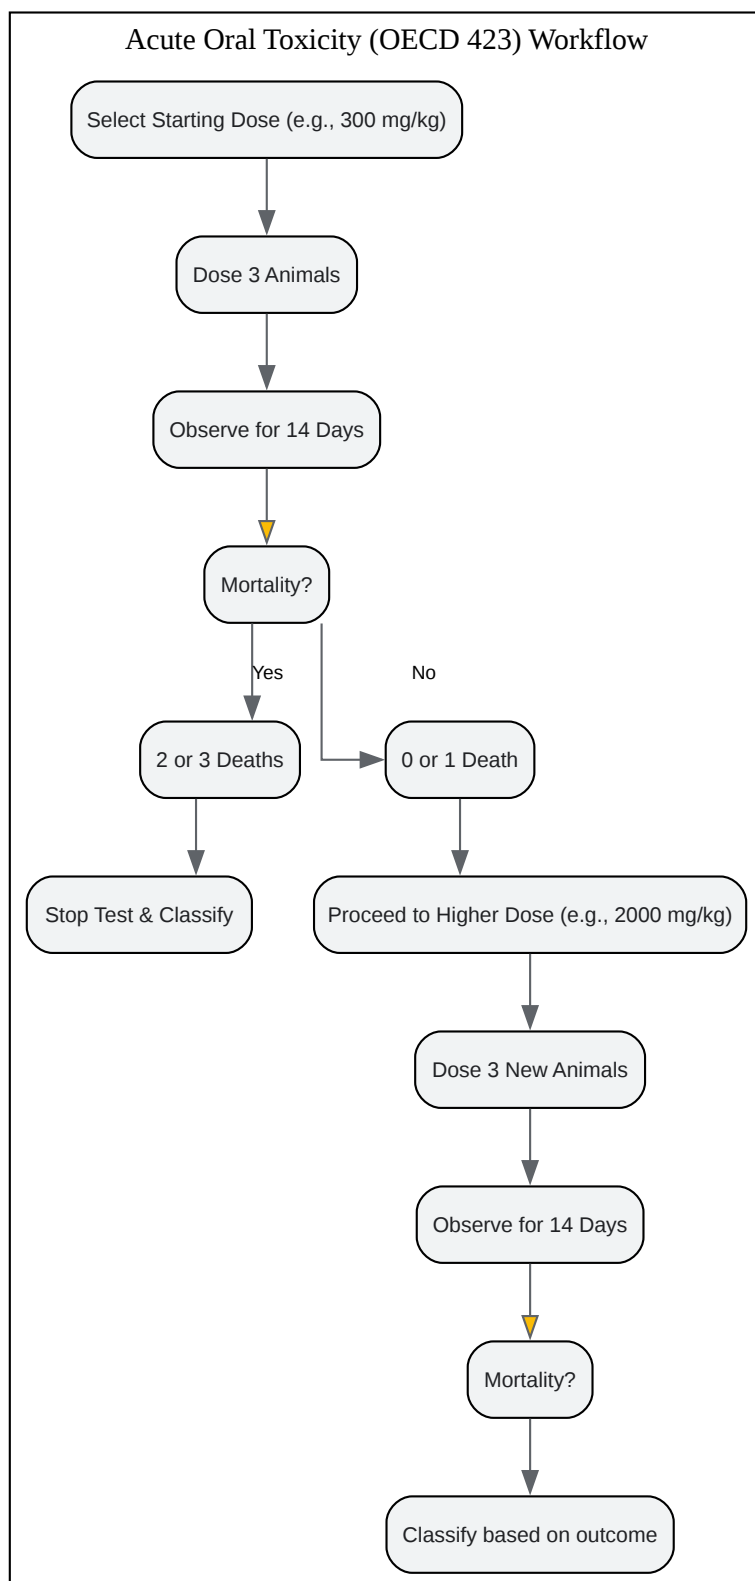 Acute Oral Toxicity (OECD 423) Workflow
Select Starting Dose (e.g., 300 mg/kg)
Dose 3 Animals
Observe for 14 Days
Mortality?
Yes
No
2 or 3 Deaths
0 or 1 Death
Stop Test & Classify
Proceed to Higher Dose (e.g., 2000 mg/kg)
Dose 3 New Animals
Observe for 14 Days
Mortality?
Classify based on outcome